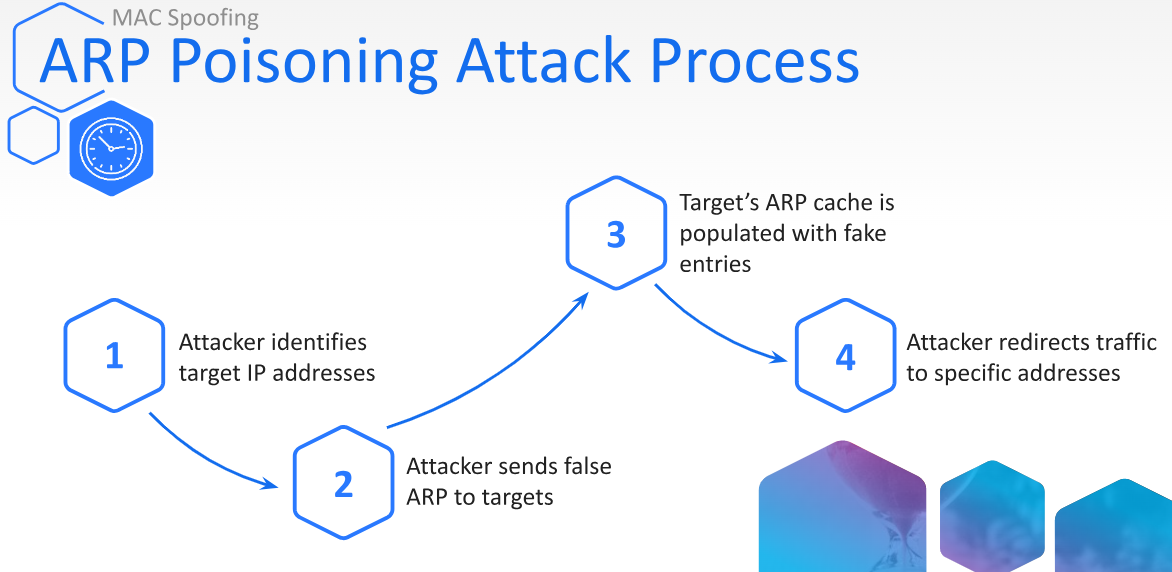 MAC Spoofing
ARP Poisoning Attack Process
1
Attacker identifies
target IP addresses
2
Attacker sends false
ARP to targets
3
Target’s ARP cache is
populated with fake
entries
4
Attacker redirects traffic
to specific addresses